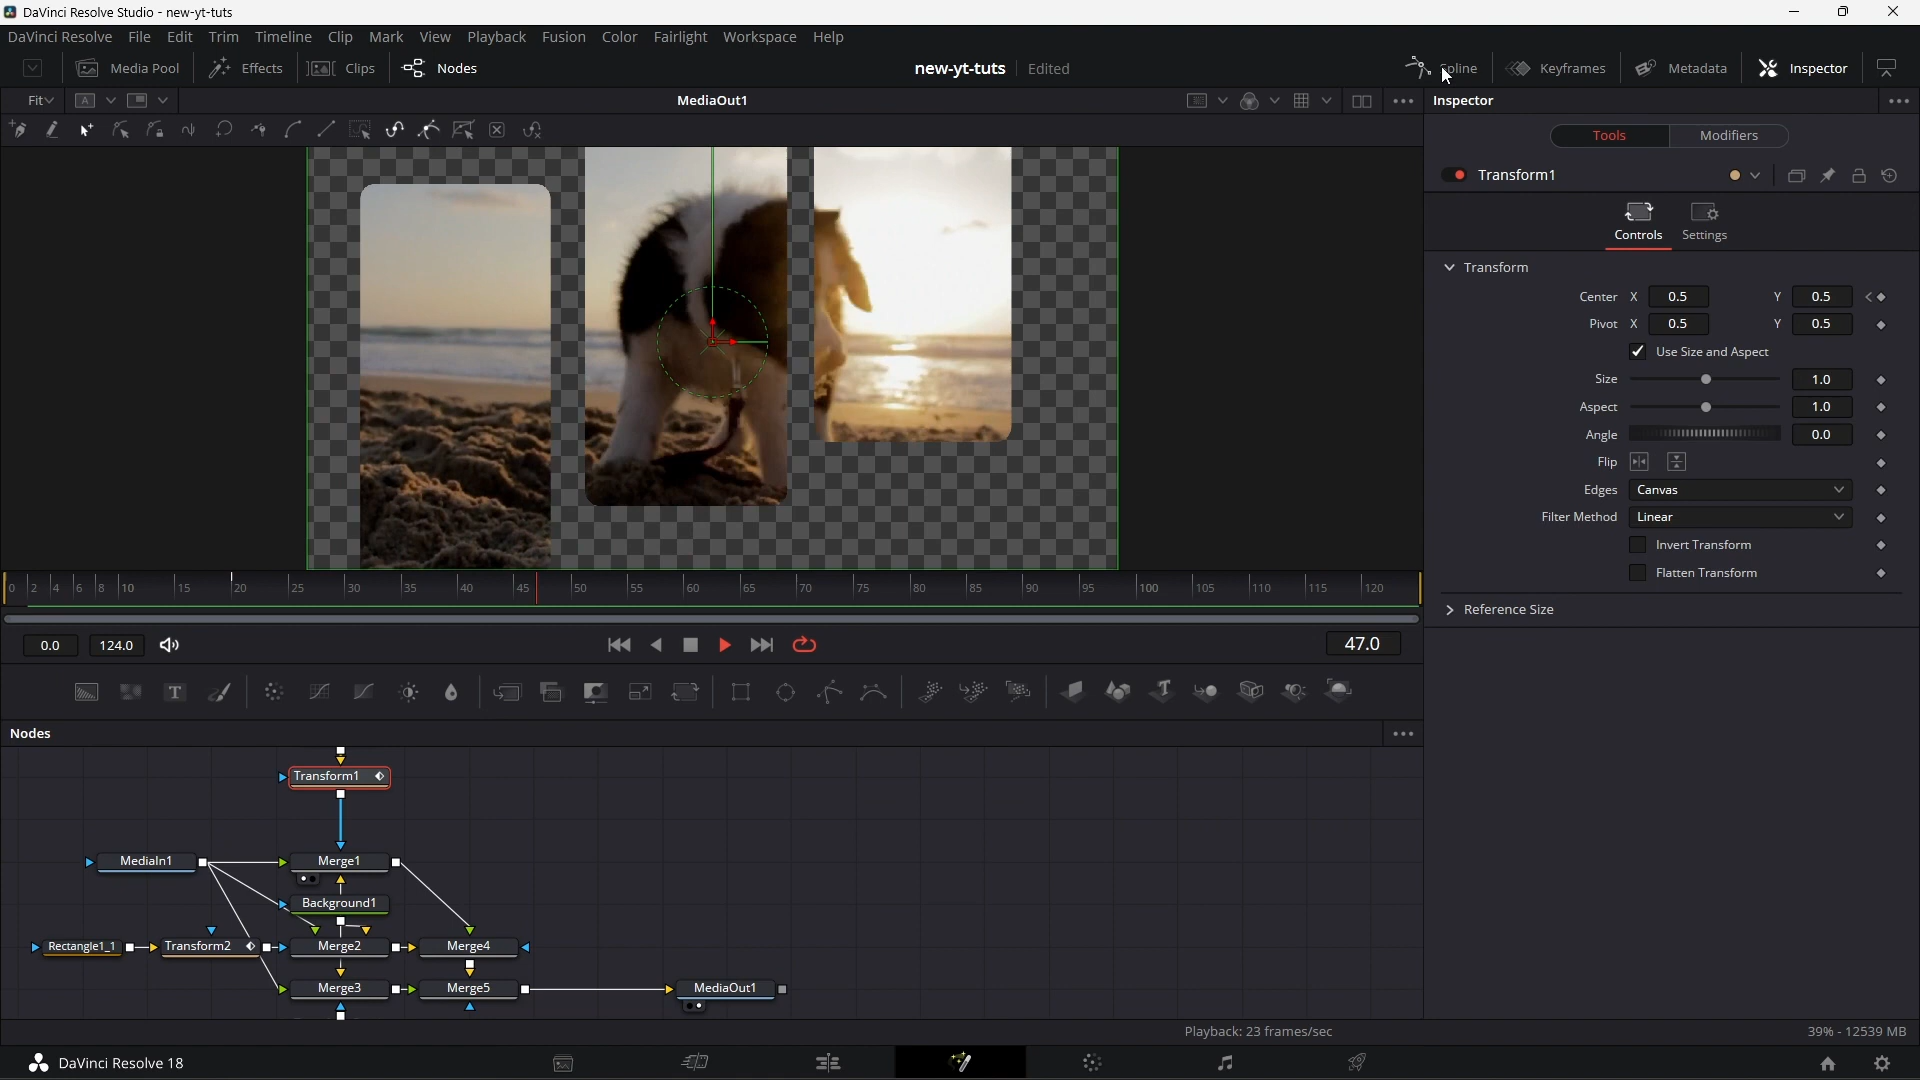 DaVinci Resolve Studio - new-yt-tuts
DaVinci Resolve File Edit Trim Timeline Clip Mark View Playback Fusion Color Fairlight Workspace Help
Media Pool Effects Clips Nodes new-yt-tuts Edited Spline Keyframes Metadata Inspector
Fit A MediaOut1 Inspector
Tools Modifiers
Transform1
Controls Settings
Transform
Center X 0.5 Y 0.5
Pivot X 0.5 Y 0.5
Use Size and Aspect
Size 1.0
Aspect 1.0
Angle 0.0
Flip
Edges Canvas
Filter Method Linear
Invert Transform
Flatten Transform
Reference Size
0 2 4 6 8 10 15 20 25 30 35 40 45 50 55 60 65 70 75 80 85 90 95 100 105 110 115 120
0.0 124.0 47.0
Nodes
Transform1
MediaIn1 Merge1
Background1
Rectangle1_1 Transform2 Merge2 Merge4
Merge3 Merge5 MediaOut1
Playback: 23 frames/sec 39% - 12539 MB
DaVinci Resolve 18